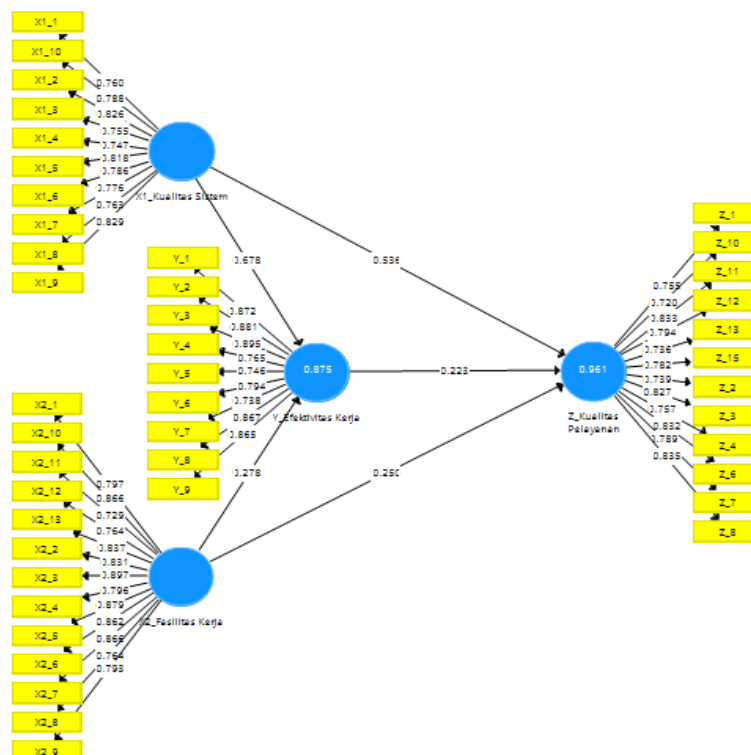 X1_1
X1_10
X1_2
X1_3
X1_4
X1_5
X1_6
X1_7
X1_8
X1_9
0.760
0.788
0.826
0.755
0.747
0.818
0.786
0.776
0.763
0.829
X1_Kualitas Sistem
0.678
0.536
Y_1
Y_2
Y_3
Y_4
Y_5
Y_6
Y_7
Y_8
Y_9
0.872
0.881
0.895
0.765
0.746
0.794
0.738
0.867
0.865
0.875
Y_Efektivitas Kerja
0.223
0.278
0.250
X2_1
X2_10
X2_11
X2_12
X2_13
X2_2
X2_3
X2_4
X2_5
X2_6
X2_7
X2_8
X2_9
0.797
0.866
0.729
0.764
0.837
0.831
0.897
0.796
0.879
0.862
0.866
0.764
0.793
X2_Fasilitas Kerja
0.961
Z_Kualitas
Pelayanan
0.755
0.720
0.833
0.794
0.736
0.782
0.739
0.827
0.757
0.832
0.789
0.835
Z_1
Z_10
Z_11
Z_12
Z_13
Z_15
Z_2
Z_3
Z_4
Z_6
Z_7
Z_8